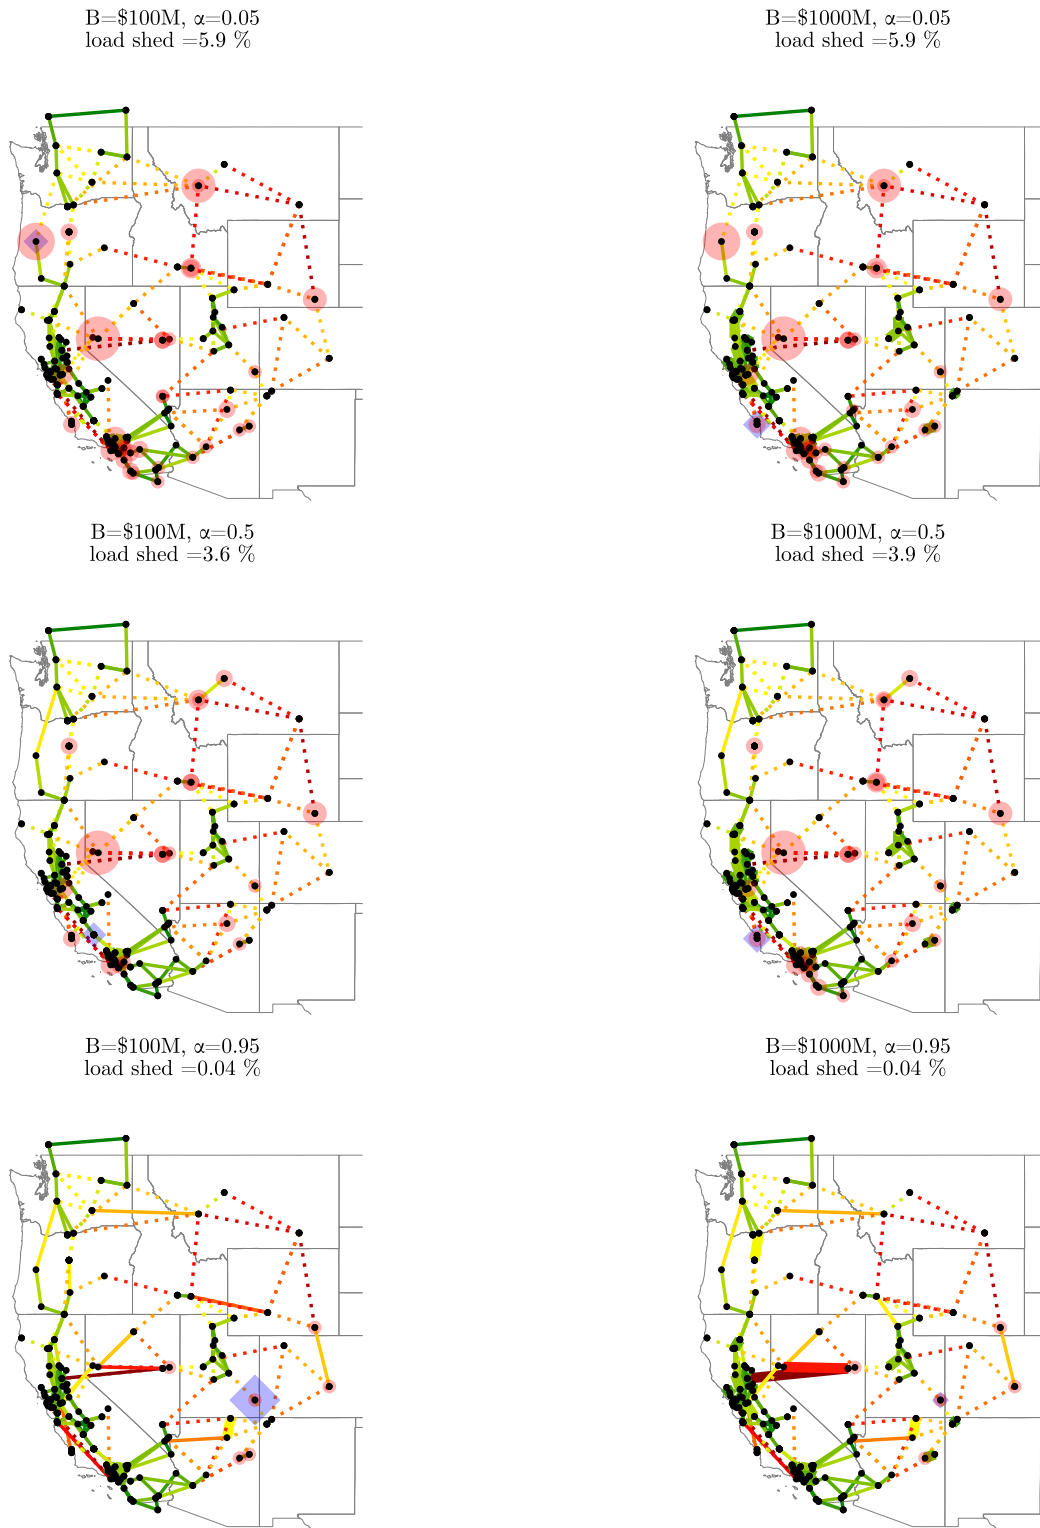 B=$100M, α=0.05
load shed =5.9 %
B=$1000M, α=0.05
load shed =5.9 %
B=$100M, α=0.5
load shed =3.6 %
B=$1000M, α=0.5
load shed =3.9 %
B=$100M, α=0.95
load shed =0.04 %
B=$1000M, α=0.95
load shed =0.04 %